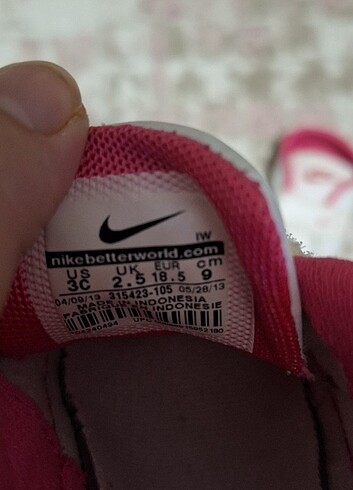 IW
nikebetterworld.com
US UK EUR cm
3C 2.5 18.5 9
04/09/13 315423-105 05/28/13
MADE IN INDONESIA
INDONESIE